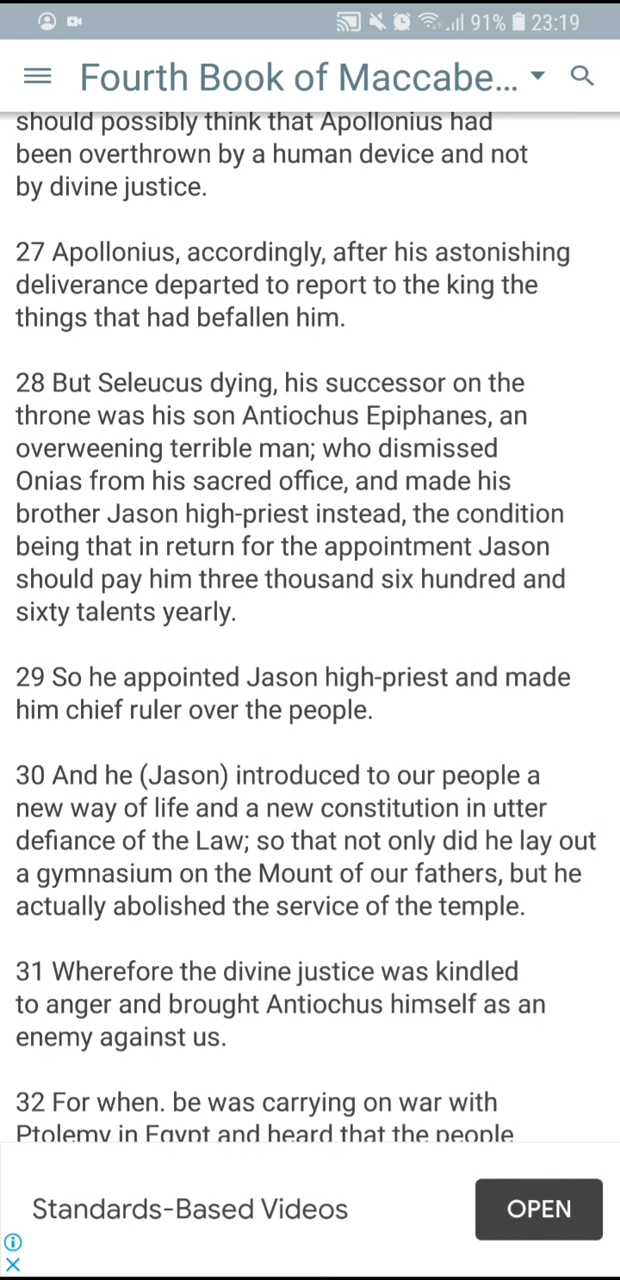 91% 23:19
Fourth Book of Maccabe...
should possibly think that Apollonius had
been overthrown by a human device and not
by divine justice.
27 Apollonius, accordingly, after his astonishing
deliverance departed to report to the king the
things that had befallen him.
28 But Seleucus dying, his successor on the
throne was his son Antiochus Epiphanes, an
overweening terrible man; who dismissed
Onias from his sacred office, and made his
brother Jason high-priest instead, the condition
being that in return for the appointment Jason
should pay him three thousand six hundred and
sixty talents yearly.
29 So he appointed Jason high-priest and made
him chief ruler over the people.
30 And he (Jason) introduced to our people a
new way of life and a new constitution in utter
defiance of the Law; so that not only did he lay out
a gymnasium on the Mount of our fathers, but he
actually abolished the service of the temple.
31 Wherefore the divine justice was kindled
to anger and brought Antiochus himself as an
enemy against us.
32 For when. be was carrying on war with
Ptolemy in Egypt and heard that the people
Standards-Based Videos
OPEN